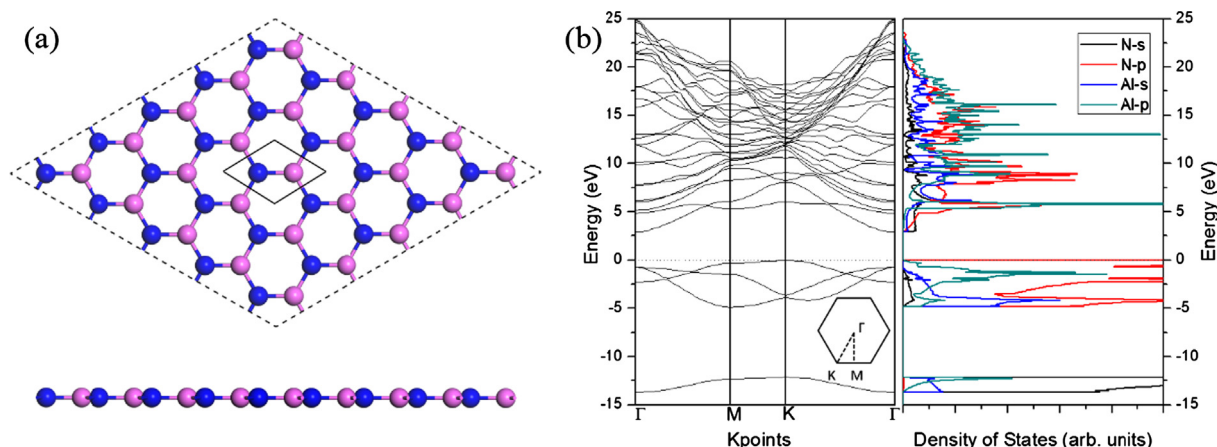 (a)
(b)
25
20
15
10
5
0
-5
-10
-15
Energy (eV)
Γ
M
K
Γ
Kpoints
Γ
K
M
N-s
N-p
Al-s
Al-p
25
20
15
10
5
0
-5
-10
-15
Energy (eV)
Density of States (arb. units)